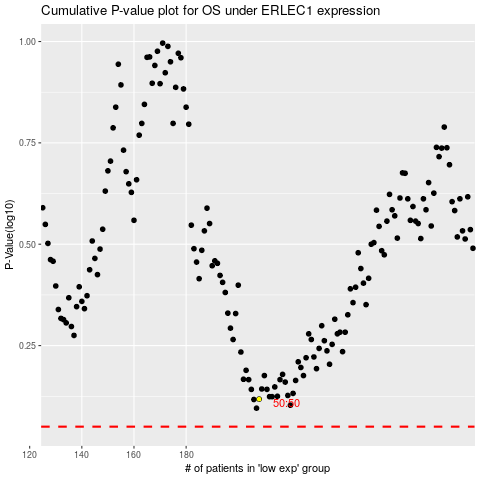 Cumulative P-value plot for OS under ERLEC1 expression
P-Value(log10)
1.00
0.75
0.50
0.25
50:50
120 140 160 180
# of patients in 'low exp' group